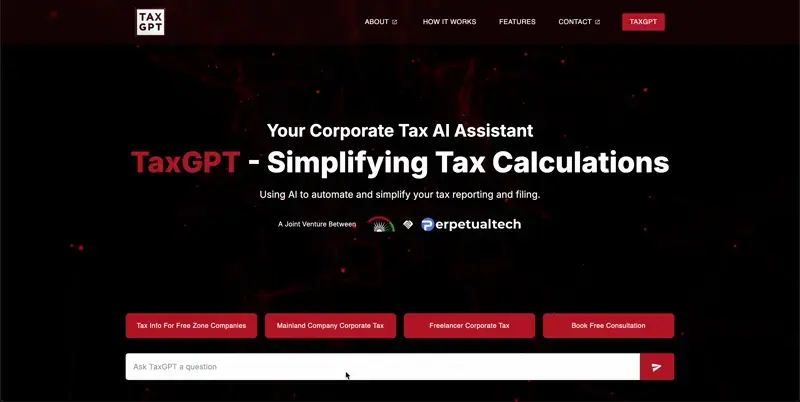 TAX
GPT
ABOUT
HOW IT WORKS
FEATURES
CONTACT
TAXGPT
Your Corporate Tax AI Assistant
TaxGPT - Simplifying Tax Calculations
Using AI to automate and simplify your tax reporting and filing.
A Joint Venture Between
Perpetualtech
Tax Info For Free Zone Companies
Mainland Company Corporate Tax
Freelancer Corporate Tax
Book Free Consultation
Ask TaxGPT a question